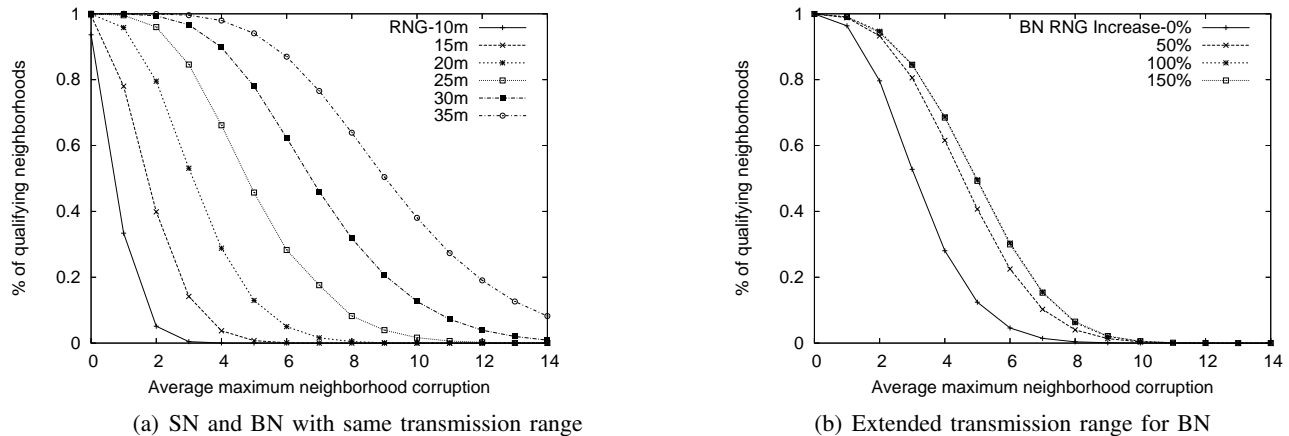 % of qualifying neighborhoods
1
0.8
0.6
0.4
0.2
0
0 2 4 6 8 10 12 14
Average maximum neighborhood corruption
RNG-10m
15m
20m
25m
30m
35m
(a) SN and BN with same transmission range
% of qualifying neighborhoods
1
0.8
0.6
0.4
0.2
0
0 2 4 6 8 10 12 14
Average maximum neighborhood corruption
BN RNG Increase-0%
50%
100%
150%
(b) Extended transmission range for BN